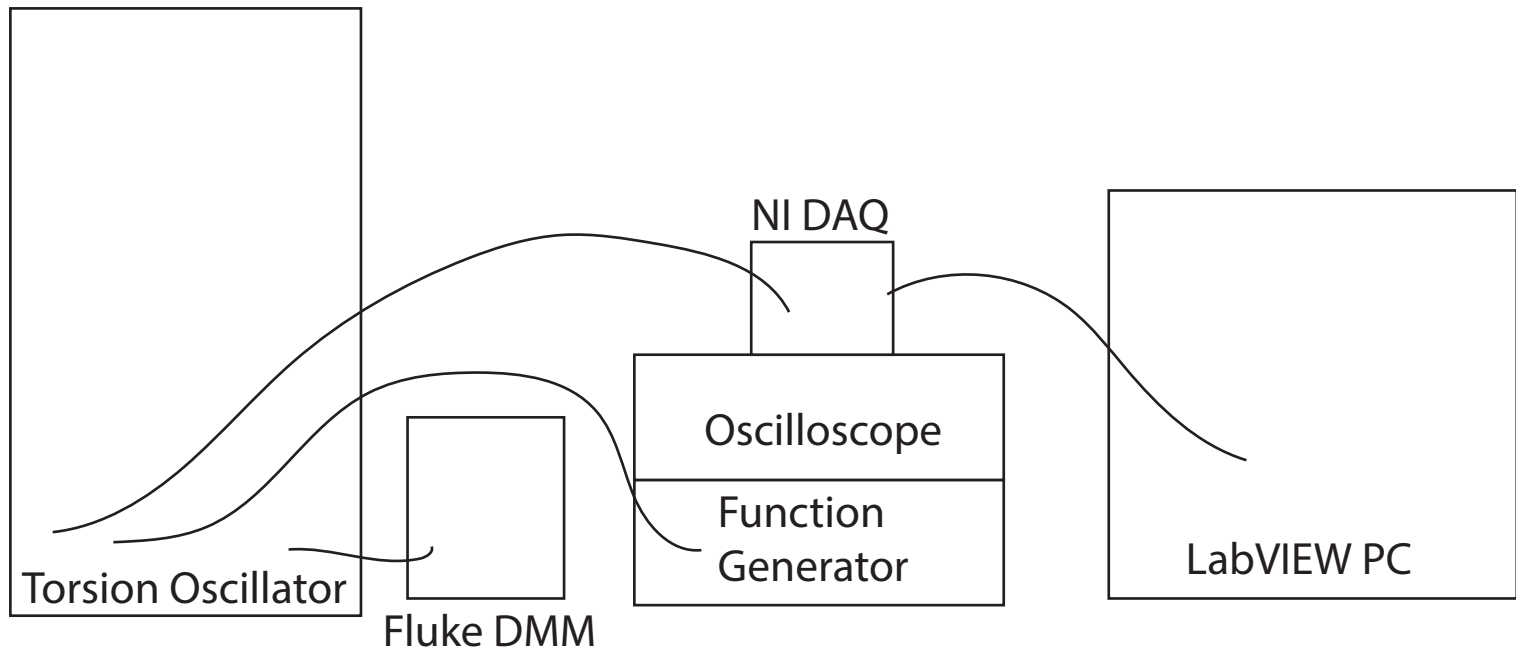 NI DAQ
Oscilloscope
Function
Generator
LabVIEW PC
Torsion Oscillator
Fluke DMM